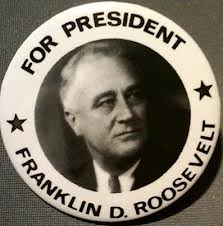 FOR PRESIDENT
FRANKLIN D. ROOSEVELT